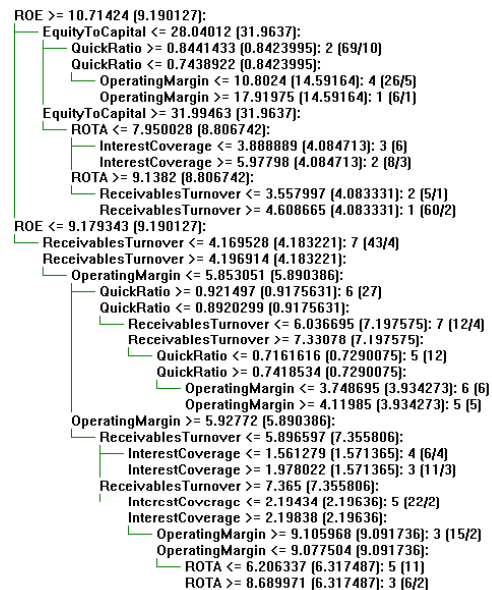 ROE >= 10.71424 (9.190127):
EquityToCapital <= 28.04012 (31.9637):
QuickRatio >= 0.8441433 (0.8423995): 2 (69/10)
QuickRatio <= 0.7438922 (0.8423995):
OperatingMargin <= 10.8024 (14.59164): 4 (26/5)
OperatingMargin >= 17.91975 (14.59164): 1 (6/1)
EquityToCapital >= 31.99463 (31.9637):
ROTA <= 7.950028 (8.806742):
InterestCoverage <= 3.888889 (4.084713): 3 (6)
InterestCoverage >= 5.97798 (4.084713): 2 (8/3)
ROTA >= 9.1382 (8.806742):
ReceivablesTurnover <= 3.557997 (4.083331): 2 (5/1)
ReceivablesTurnover >= 4.608665 (4.083331): 1 (60/2)
ROE <= 9.179343 (9.190127):
ReceivablesTurnover <= 4.169528 (4.183221): 7 (43/4)
ReceivablesTurnover >= 4.196914 (4.183221):
OperatingMargin <= 5.853051 (5.890386):
QuickRatio >= 0.921497 (0.9175631): 6 (27)
QuickRatio <= 0.8920299 (0.9175631):
ReceivablesTurnover <= 6.036695 (7.197575): 7 (12/4)
ReceivablesTurnover >= 7.33078 (7.197575):
QuickRatio <= 0.7161616 (0.7290075): 5 (12)
QuickRatio >= 0.7418534 (0.7290075):
OperatingMargin <= 3.748695 (3.934273): 6 (6)
OperatingMargin >= 4.11985 (3.934273): 5 (5)
OperatingMargin >= 5.92772 (5.890386):
ReceivablesTurnover <= 5.896597 (7.355806):
InterestCoverage <= 1.561279 (1.571365): 4 (6/4)
InterestCoverage >= 1.978022 (1.571365): 3 (11/3)
ReceivablesTurnover >= 7.365 (7.355806):
InterestCoverage <= 2.19434 (2.19636): 5 (22/2)
InterestCoverage >= 2.19838 (2.19636):
OperatingMargin >= 9.105968 (9.091736): 3 (15/2)
OperatingMargin <= 9.077504 (9.091736):
ROTA <= 6.206337 (6.317487): 5 (11)
ROTA >= 8.689971 (6.317487): 3 (6/2)